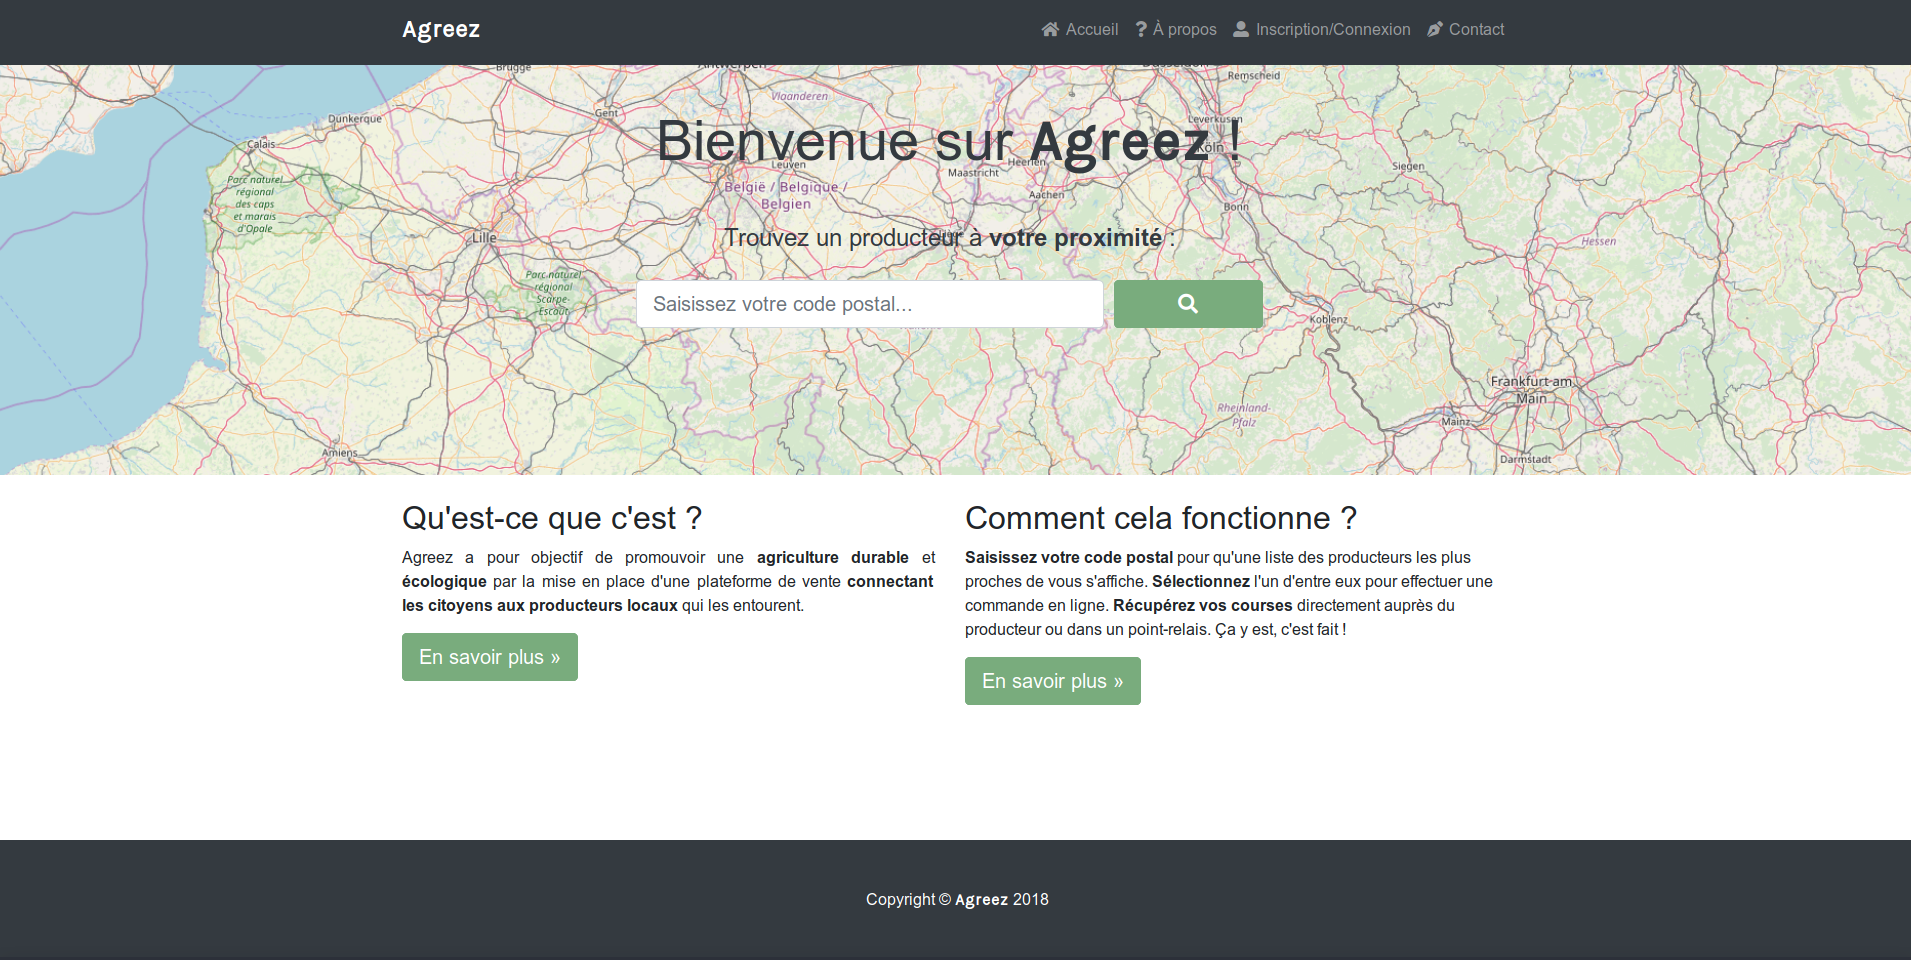 Agreez
Accueil
À propos
Inscription/Connexion
Contact
Brugge
Antwerpen
Düsseldorf
Remscheid
Vlaanderen
Gent
Dunkerque
Leverkusen
Calais
Bienvenue sur Agreez !
Köln
Leuven
Heerlen
Maastricht
Siegen
Parc naturel
régional
des caps
et marais
d'Opale
België / Belgique /
Belgien
Aachen
Bonn
Lille
Trouvez un producteur à votre proximité :
Liège
Hessen
Parc naturel
régional
Scarpe-
Escaut
Saisissez votre code postal...
Koblenz
Frankfurt am
Main
Rheinland-
Pfalz
Mainz
Amiens
Darmstadt
Qu'est-ce que c'est ?
Agreez a pour objectif de promouvoir une agriculture durable et
écologique par la mise en place d'une plateforme de vente connectant
les citoyens aux producteurs locaux qui les entourent.
En savoir plus »
Comment cela fonctionne ?
Saisissez votre code postal pour qu'une liste des producteurs les plus
proches de vous s'affiche. Sélectionnez l'un d'entre eux pour effectuer une
commande en ligne. Récupérez vos courses directement auprès du
producteur ou dans un point-relais. Ça y est, c'est fait !
En savoir plus »
Copyright © Agreez 2018